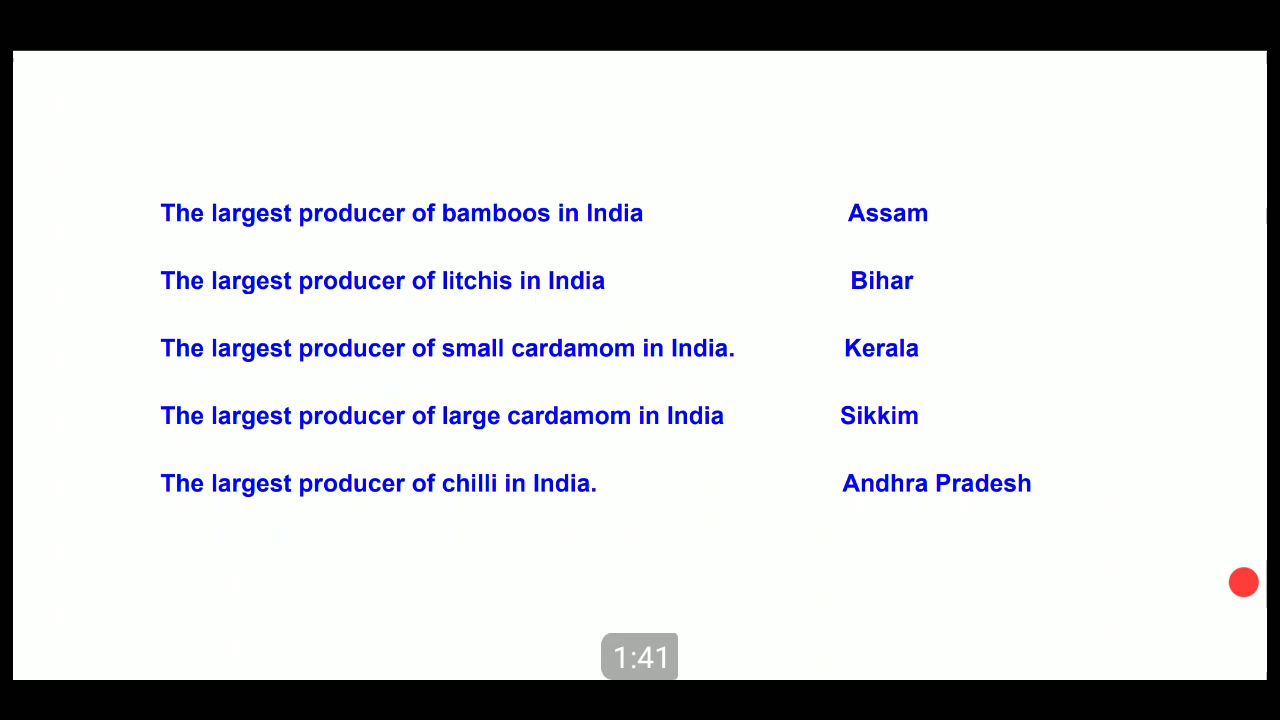 The largest producer of bamboos in India Assam
The largest producer of litchis in India Bihar
The largest producer of small cardamom in India. Kerala
The largest producer of large cardamom in India Sikkim
The largest producer of chilli in India. Andhra Pradesh
1:41